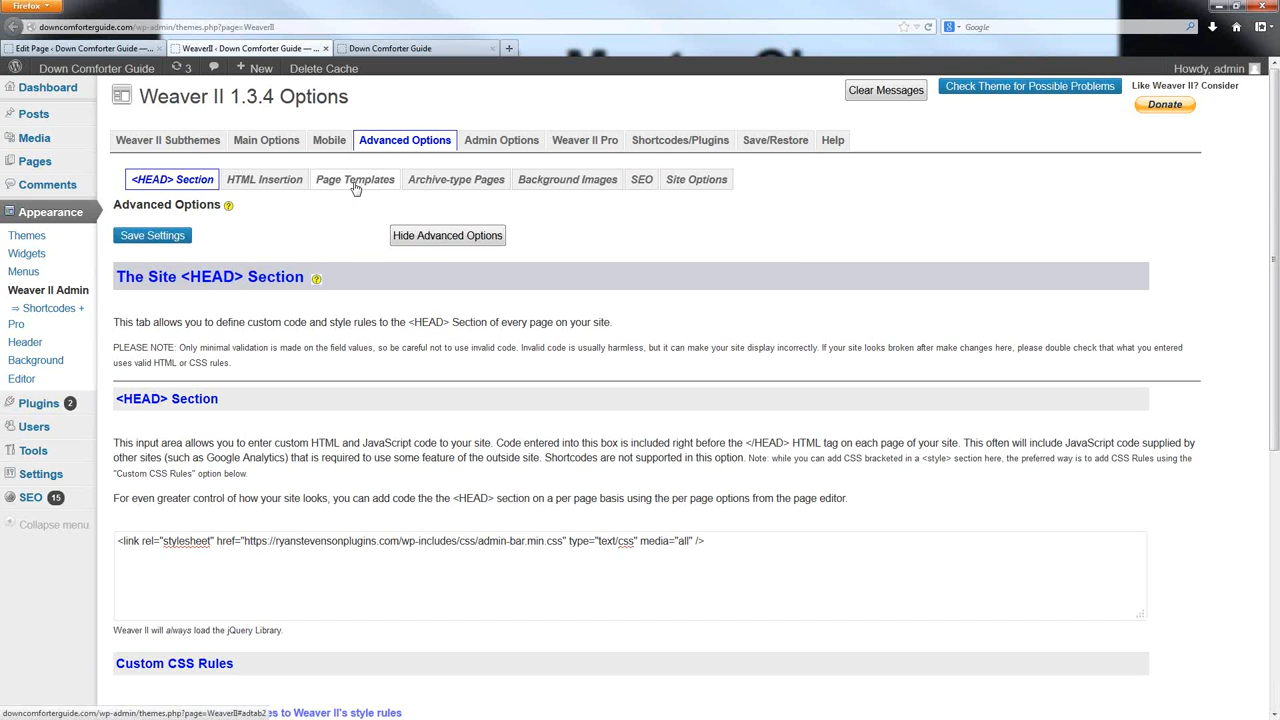 Firefox
downcomforterguide.com/wp-admin/themes.php?page=WeaverII
Google
Edit Page ‹ Down Comforter Guide —...
WeaverII ‹ Down Comforter Guide — ...
Down Comforter Guide
Down Comforter Guide 3 New Delete Cache Howdy, admin
Dashboard
Posts
Media
Pages
Comments
Appearance
Themes
Widgets
Menus
Weaver II Admin
⇒ Shortcodes +
Pro
Header
Background
Editor
Plugins 2
Users
Tools
Settings
SEO 15
Collapse menu
Weaver II 1.3.4 Options
Clear Messages
Check Theme for Possible Problems
Like Weaver II? Consider
Donate
Weaver II Subthemes Main Options Mobile Advanced Options Admin Options Weaver II Pro Shortcodes/Plugins Save/Restore Help
<HEAD> Section HTML Insertion Page Templates Archive-type Pages Background Images SEO Site Options
Advanced Options ?
Save Settings
Hide Advanced Options
The Site <HEAD> Section ?
This tab allows you to define custom code and style rules to the <HEAD> Section of every page on your site.
PLEASE NOTE: Only minimal validation is made on the field values, so be careful not to use invalid code. Invalid code is usually harmless, but it can make your site display incorrectly. If your site looks broken after make changes here, please double check that what you entered
uses valid HTML or CSS rules.
<HEAD> Section
This input area allows you to enter custom HTML and JavaScript code to your site. Code entered into this box is included right before the </HEAD> HTML tag on each page of your site. This often will include JavaScript code supplied by
other sites (such as Google Analytics) that is required to use some feature of the outside site. Shortcodes are not supported in this option. Note: while you can add CSS bracketed in a <style> section here, the preferred way is to add CSS Rules using the
"Custom CSS Rules" option below.
For even greater control of how your site looks, you can add code the the <HEAD> section on a per page basis using the per page options from the page editor.
<link rel="stylesheet" href="https://ryanstevensonplugins.com/wp-includes/css/admin-bar.min.css" type="text/css" media="all" />
Weaver II will always load the jQuery Library.
Custom CSS Rules
downcomforterguide.com/wp-admin/themes.php?page=WeaverII#adtab2
es to Weaver II's style rules